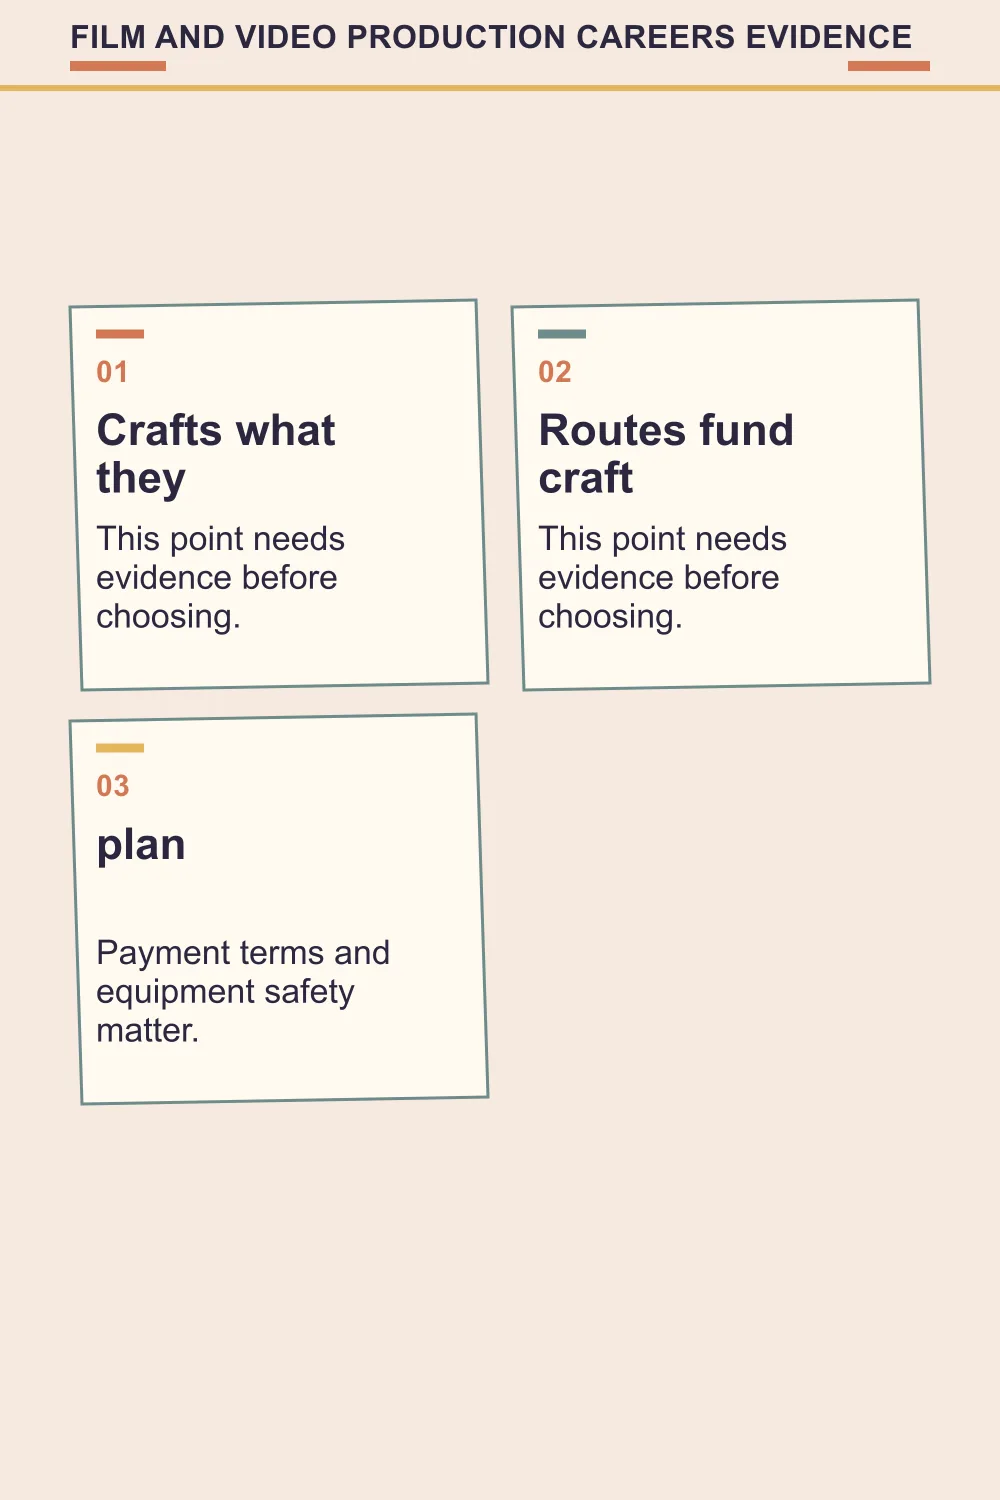 FILM AND VIDEO PRODUCTION CAREERS EVIDENCE
01
Crafts what
they
This point needs
evidence before
choosing.
02
Routes fund
craft
This point needs
evidence before
choosing.
03
plan
Payment terms and
equipment safety
matter.